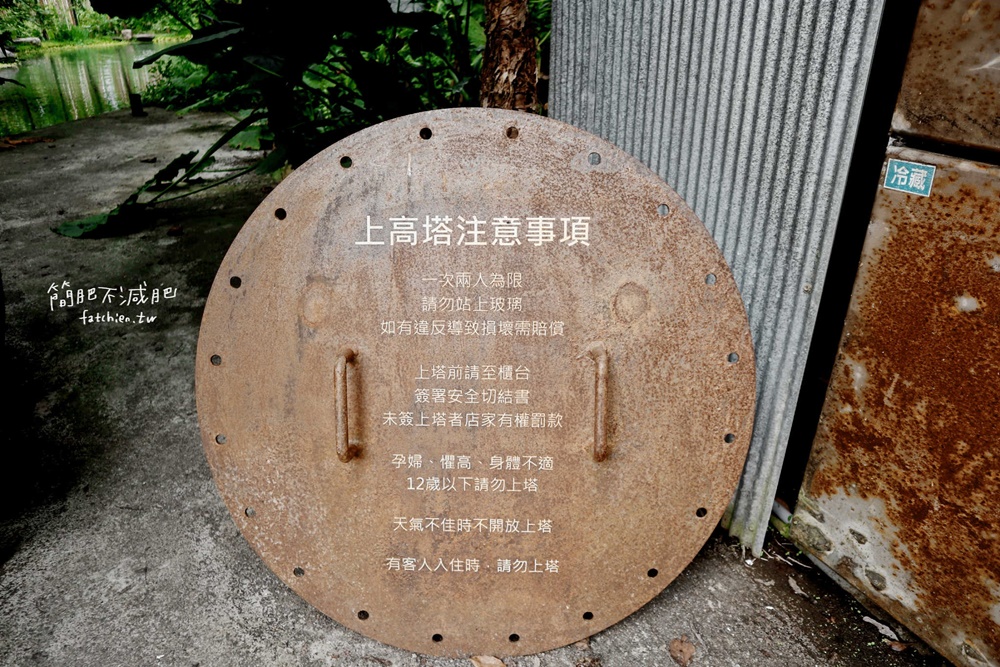 上高塔注意事項
一次兩人為限
請勿站上玻璃
如有違反導致損壞需賠償
上塔前請至櫃台
簽署安全切結書
未簽上塔者店家有權罰款
孕婦、懼高、身體不適
12歲以下請勿上塔
天氣不佳時不開放上塔
有客人入住時，請勿上塔
冷藏
簡肥不減肥
fatchien.tw